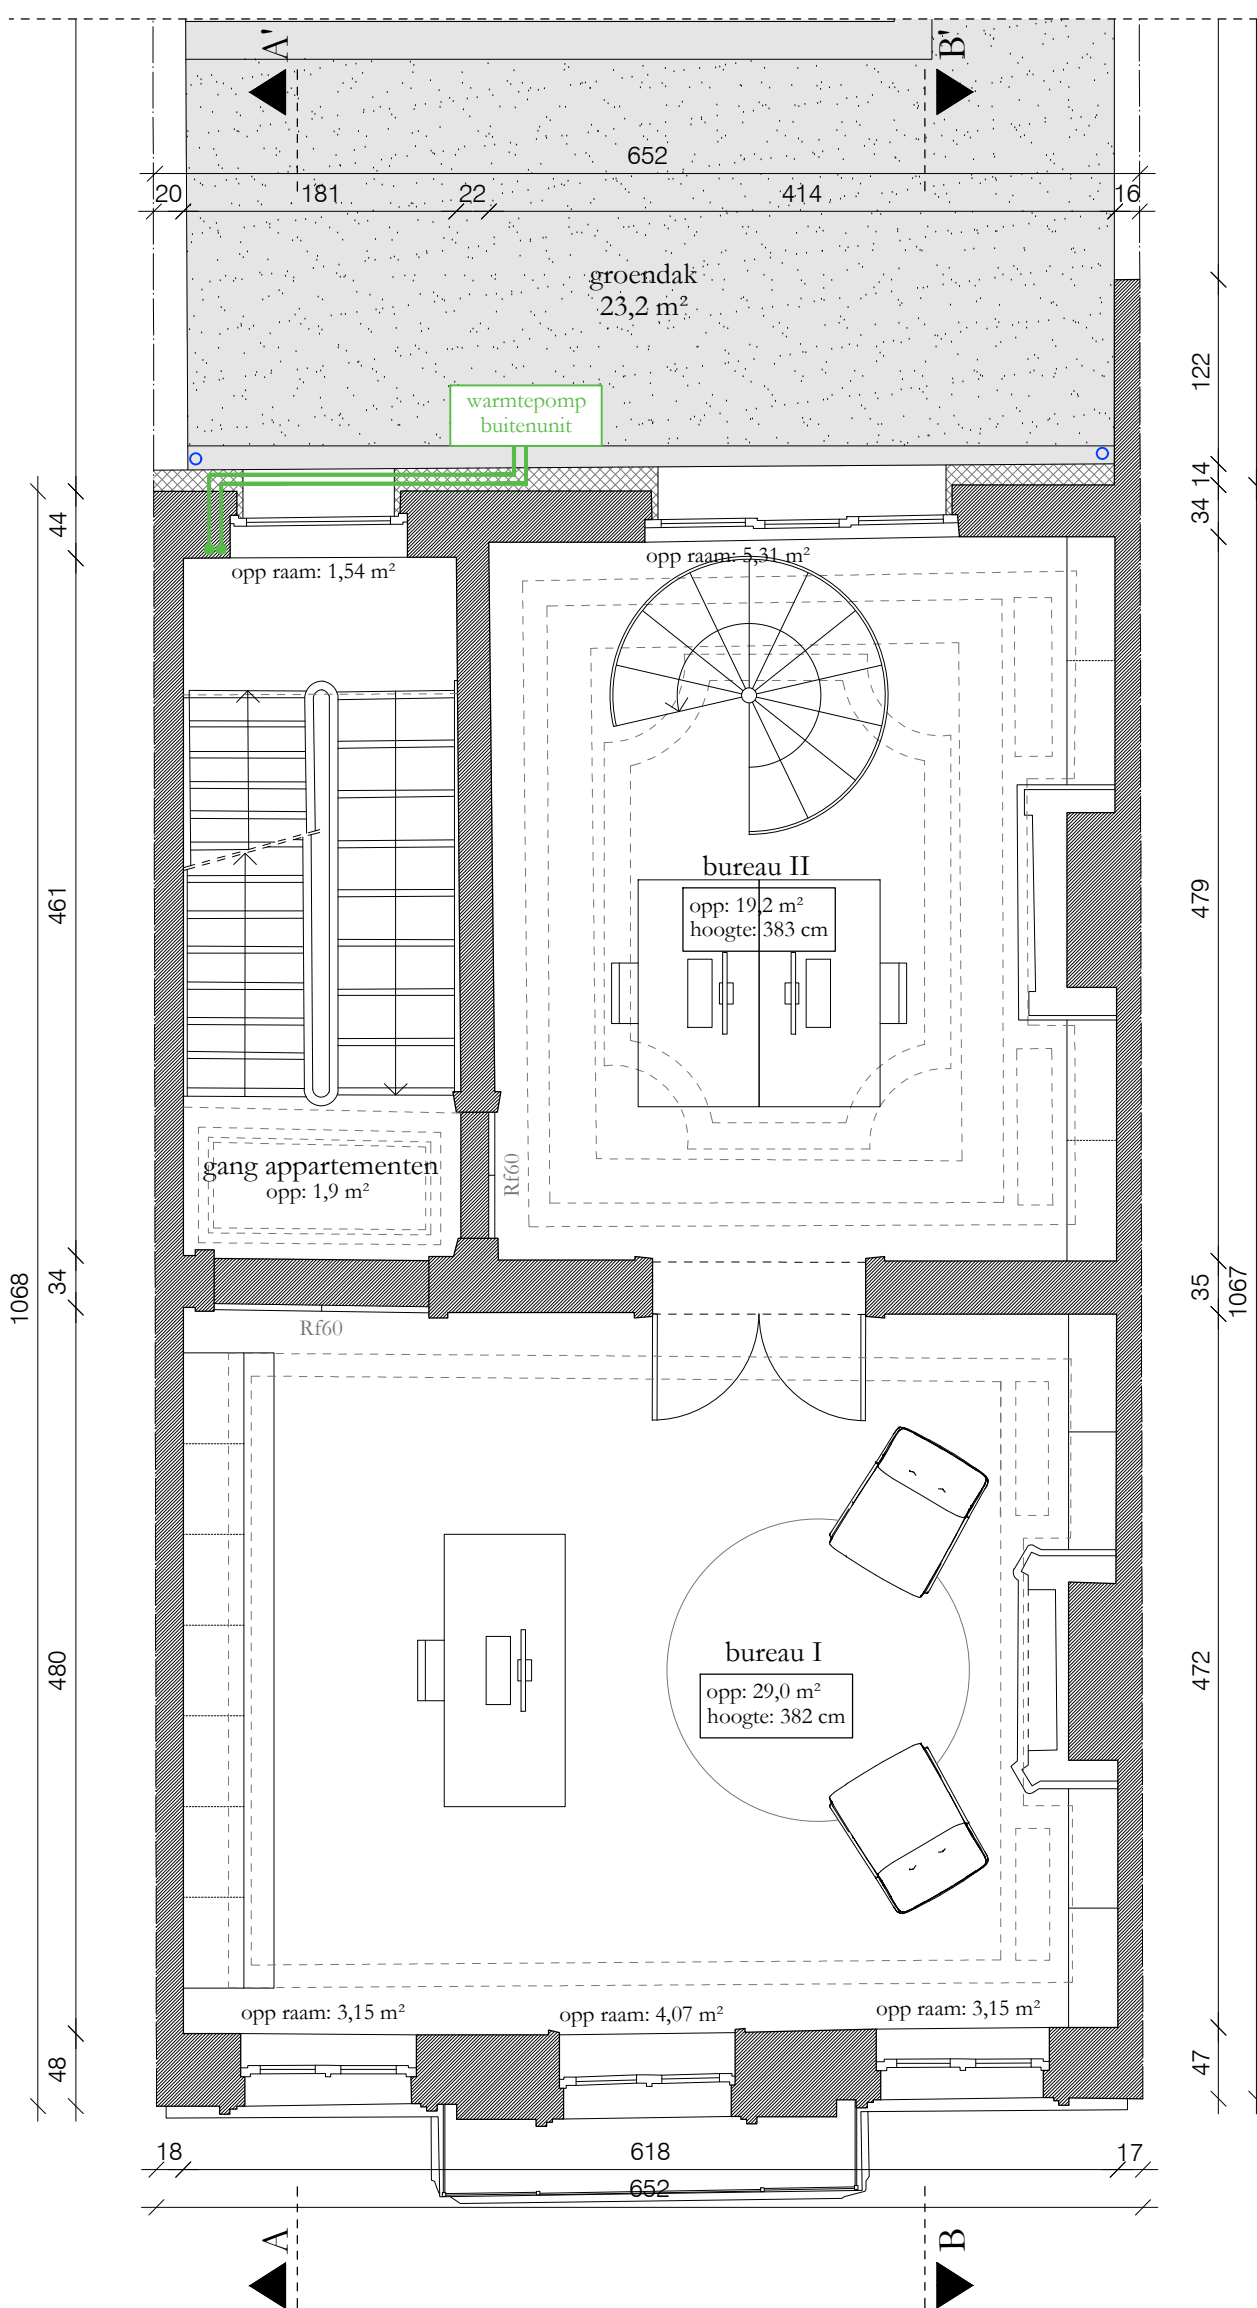 A'
B'
652
20
181
22
414
16
groendak
23,2 m²
122
warmtepomp
buitenunit
14
44
34
opp raam: 1,54 m²
opp raam: 5,31 m²
461
bureau II
479
opp: 19,2 m²
hoogte: 383 cm
gang appartementen
opp: 1,9 m²
Rf60
1068
34
35
1067
Rf60
480
bureau I
472
opp: 29,0 m²
hoogte: 382 cm
opp raam: 3,15 m²
opp raam: 4,07 m²
opp raam: 3,15 m²
48
47
18
618
17
652
A
B